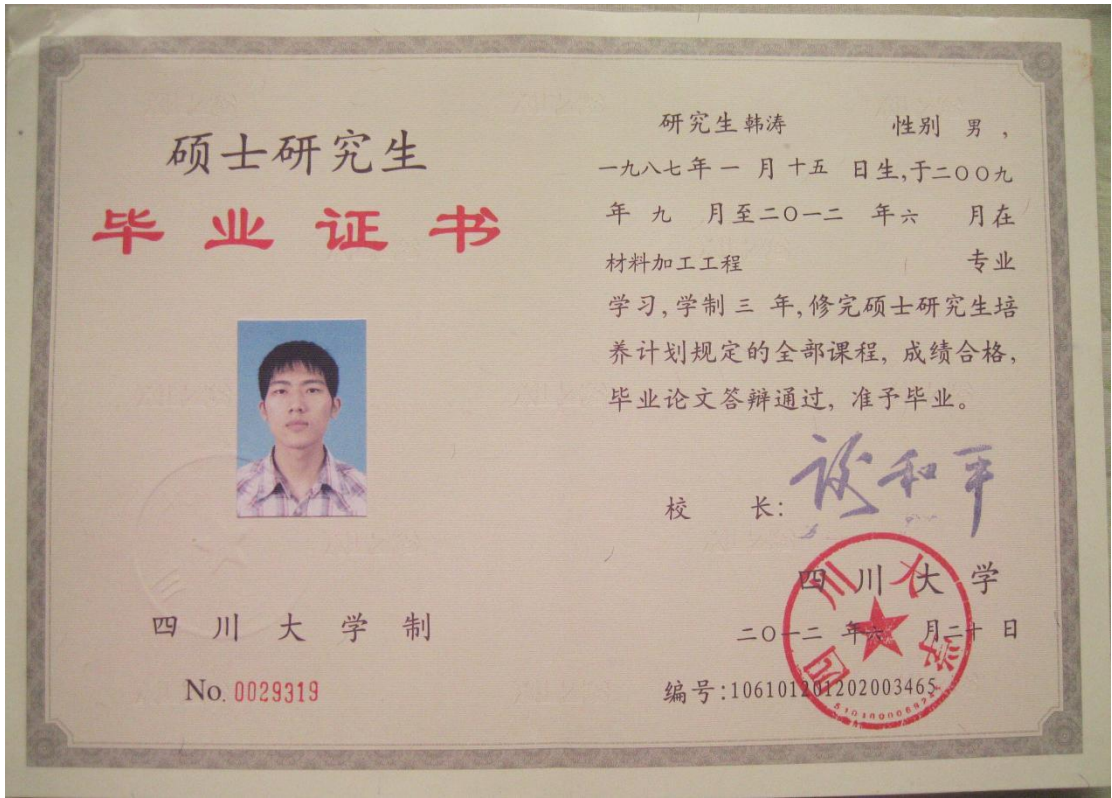 硕士研究生
毕业证书
四川大学制
No. 0029319
研究生 韩涛 性别 男，
一九八七年一月十五日生,于二〇〇九
年九月至二〇一二年六月在
材料加工工程 专业
学习,学制三年,修完硕士研究生培
养计划规定的全部课程,成绩合格,
毕业论文答辩通过,准予毕业。
校长: 谢和平
四川大学
二〇一二年六月二十日
编号:106101201202003465
四川大学